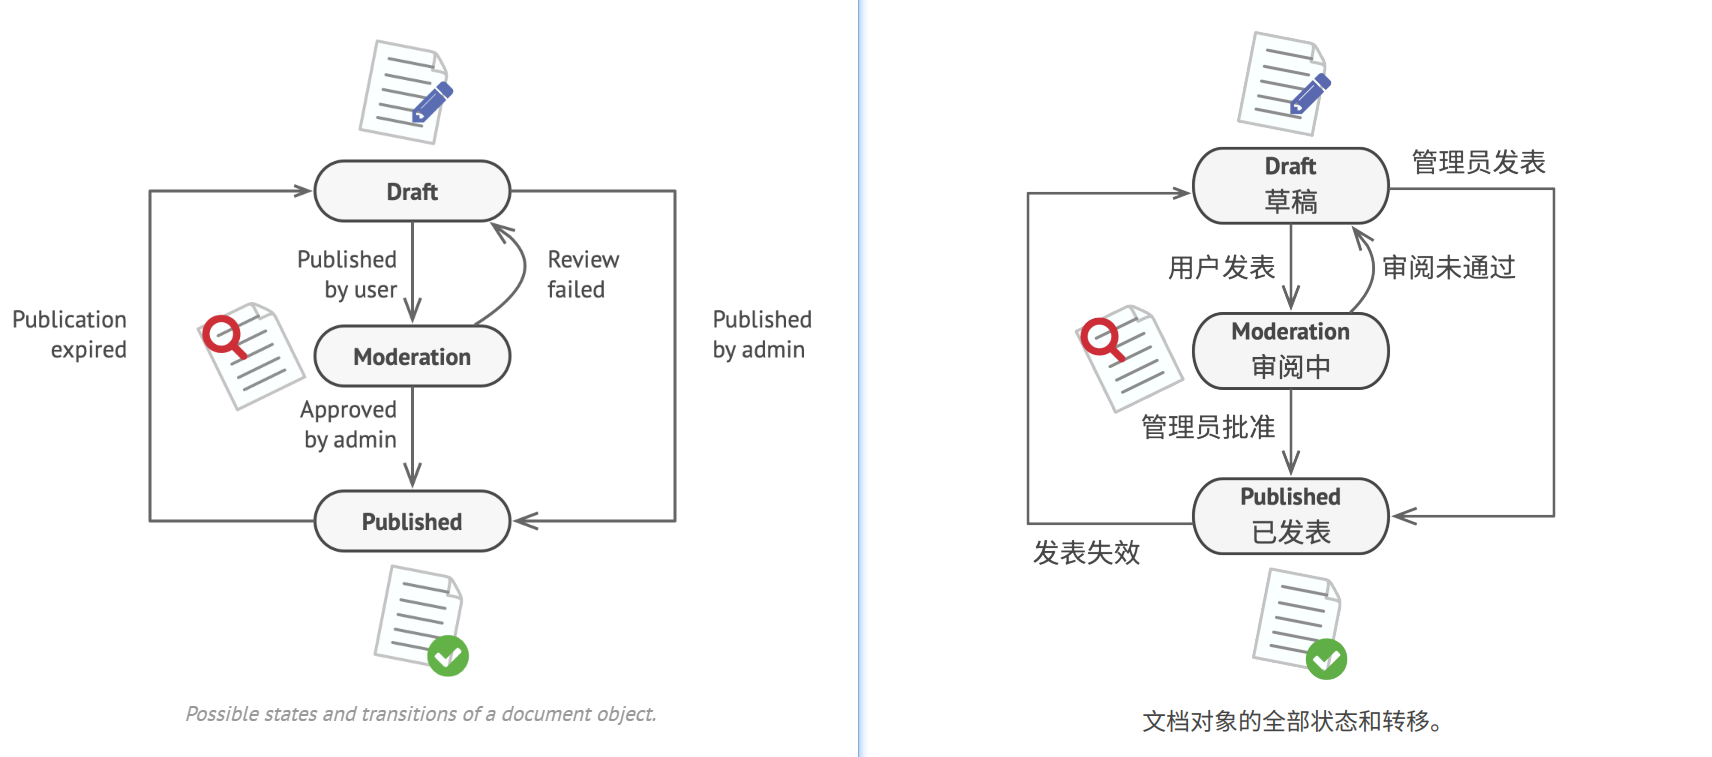 Draft
Published
by user
Review
failed
Publication
expired
Published
by admin
Moderation
Approved
by admin
Published
Possible states and transitions of a document object.
Draft
草稿
管理员发表
用户发表
审阅未通过
Moderation
审阅中
管理员批准
Published
已发表
发表失效
文档对象的全部状态和转移。